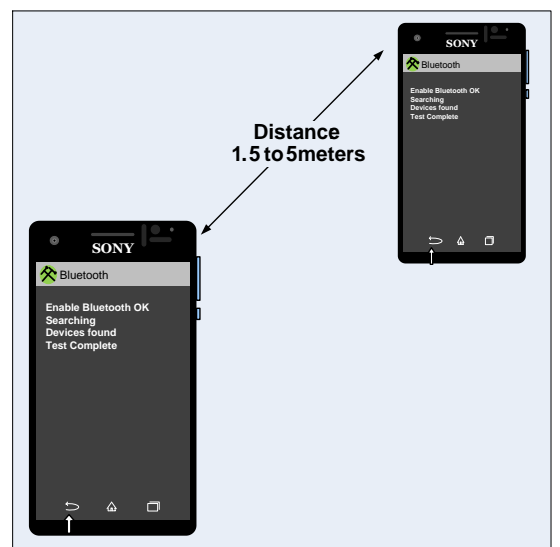 SONY
Bluetooth
Enable Bluetooth OK
Searching
Devices found
Test Complete
Distance
1.5 to 5meters
SONY
Bluetooth
Enable Bluetooth OK
Searching
Devices found
Test Complete